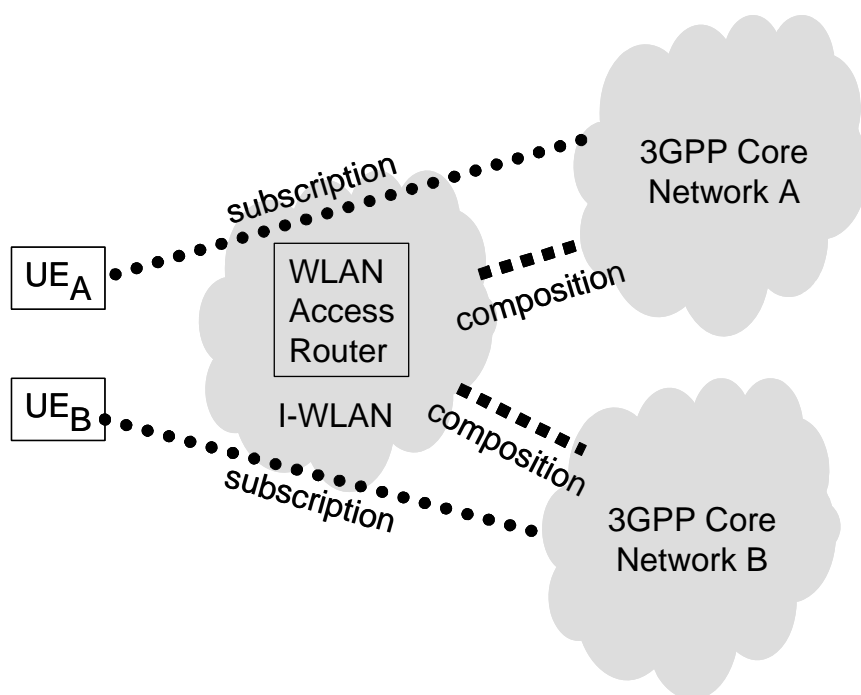 3GPP Core
Network A
subscription
UEA
WLAN
Access
Router
composition
UEB
I-WLAN
composition
subscription
3GPP Core
Network B